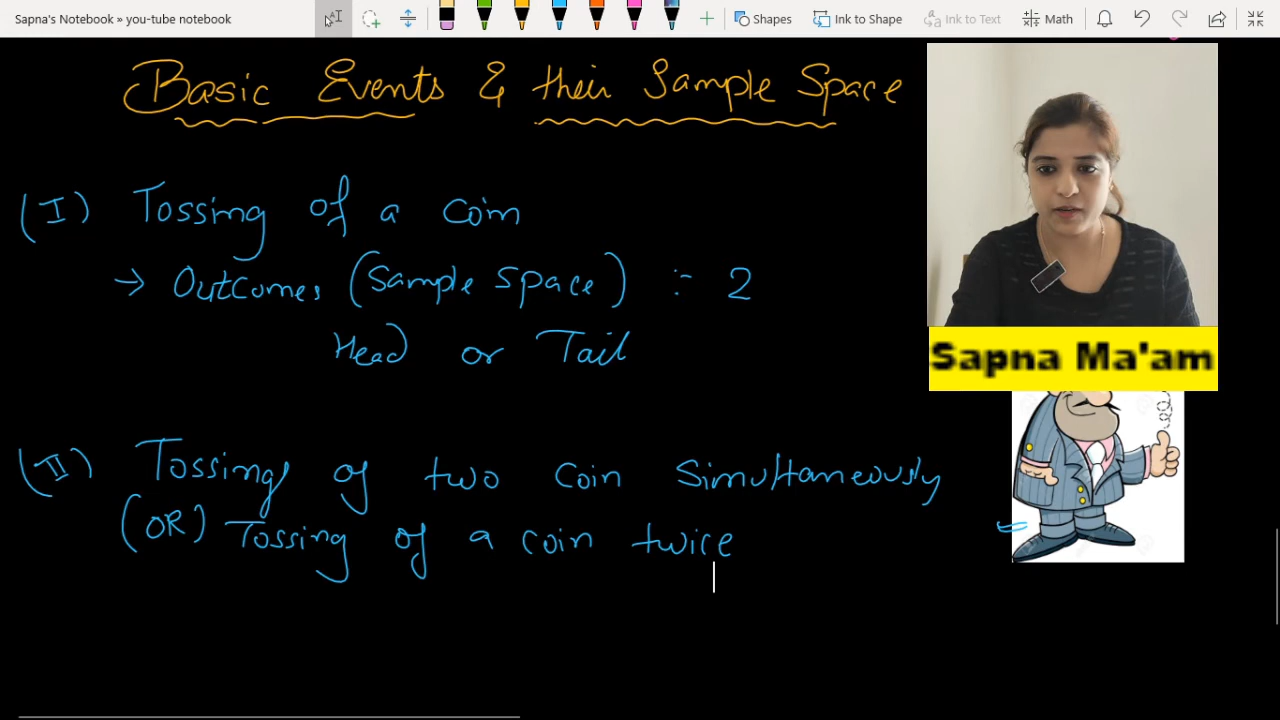 Sapna's Notebook » you-tube notebook
Shapes
Ink to Shape
Ink to Text
Math
Basic Events & their Sample Space
(I) Tossing of a coin
→ Outcomes (Sample Space) :- 2
Head or Tail
Sapna Ma'am
(II) Tossing of two coin Simultaneously
(OR) Tossing of a coin twice